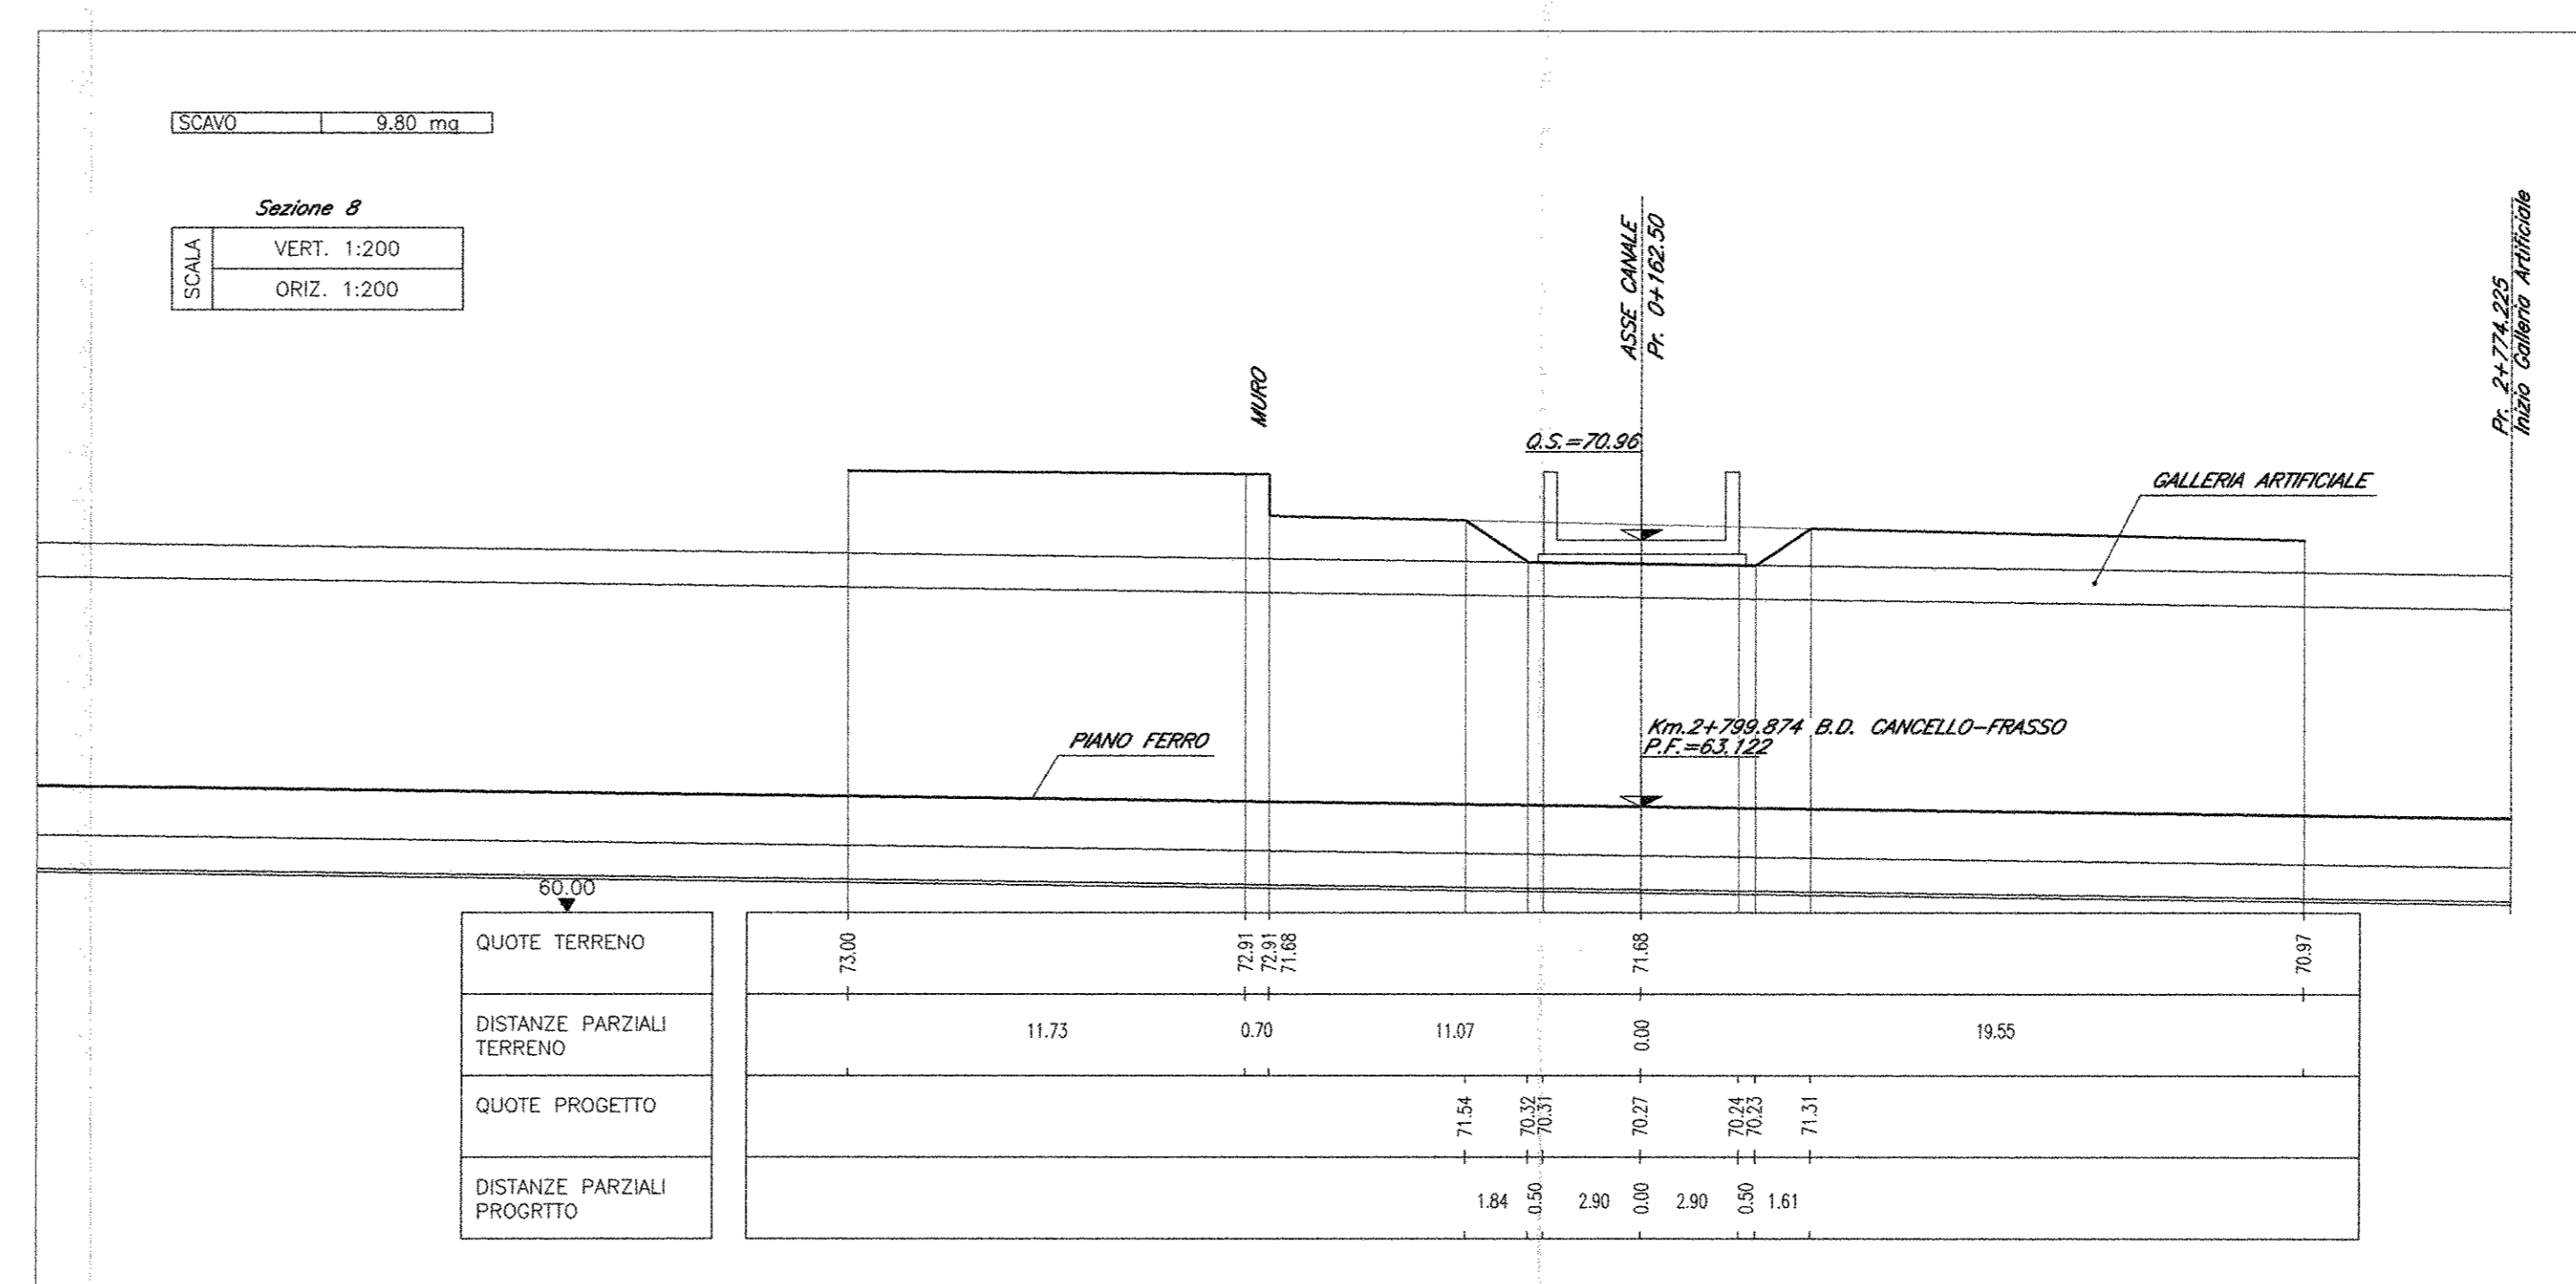 SCAVO 9.80 mq
Sezione 8
SCALA
VERT. 1:200
ORIZ. 1:200
ASSE CANALE
Pr. 0+162.50
Pr. 2+774.225
Inizio Galleria Artificiale
MURO
Q.S.=70.96
GALLERIA ARTIFICIALE
PIANO FERRO
Km.2+799.874 B.D. CANCELLO-FRASSO
P.F.=63.122
60.00
QUOTE TERRENO
73.00 72.91 72.91 71.68 71.68 70.97
DISTANZE PARZIALI
TERRENO
11.73 0.70 11.07 0.00 19.55
QUOTE PROGETTO
71.54 70.32 70.31 70.27 70.24 70.23 71.31
DISTANZE PARZIALI
PROGRTTO
1.84 0.50 2.90 0.00 2.90 0.50 1.61